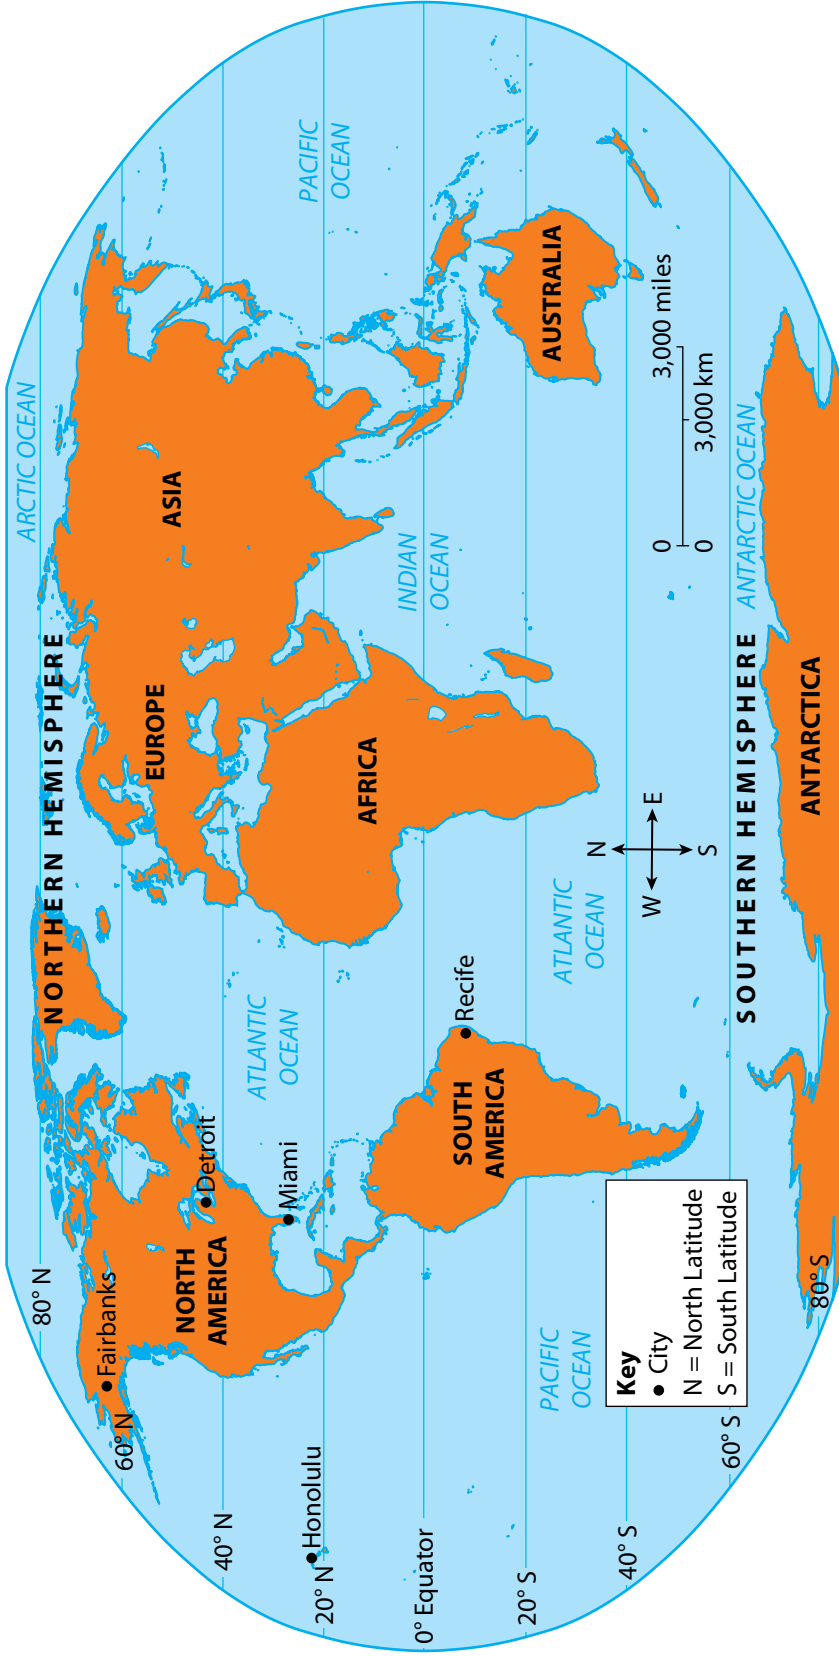 ARCTIC OCEAN
80° N
NORTHERN HEMISPHERE
Fairbanks
60° N
EUROPE
ASIA
NORTH
AMERICA
Detroit
40° N
ATLANTIC
OCEAN
Miami
PACIFIC
OCEAN
Honolulu
20° N
AFRICA
INDIAN
OCEAN
0° Equator
SOUTH
AMERICA
Recife
20° S
PACIFIC
OCEAN
ATLANTIC
OCEAN
AUSTRALIA
40° S
N
W
E
S
0
3,000 miles
0
3,000 km
Key
City
N = North Latitude
S = South Latitude
60° S
SOUTHERN HEMISPHERE
ANTARCTIC OCEAN
ANTARCTICA
80° S